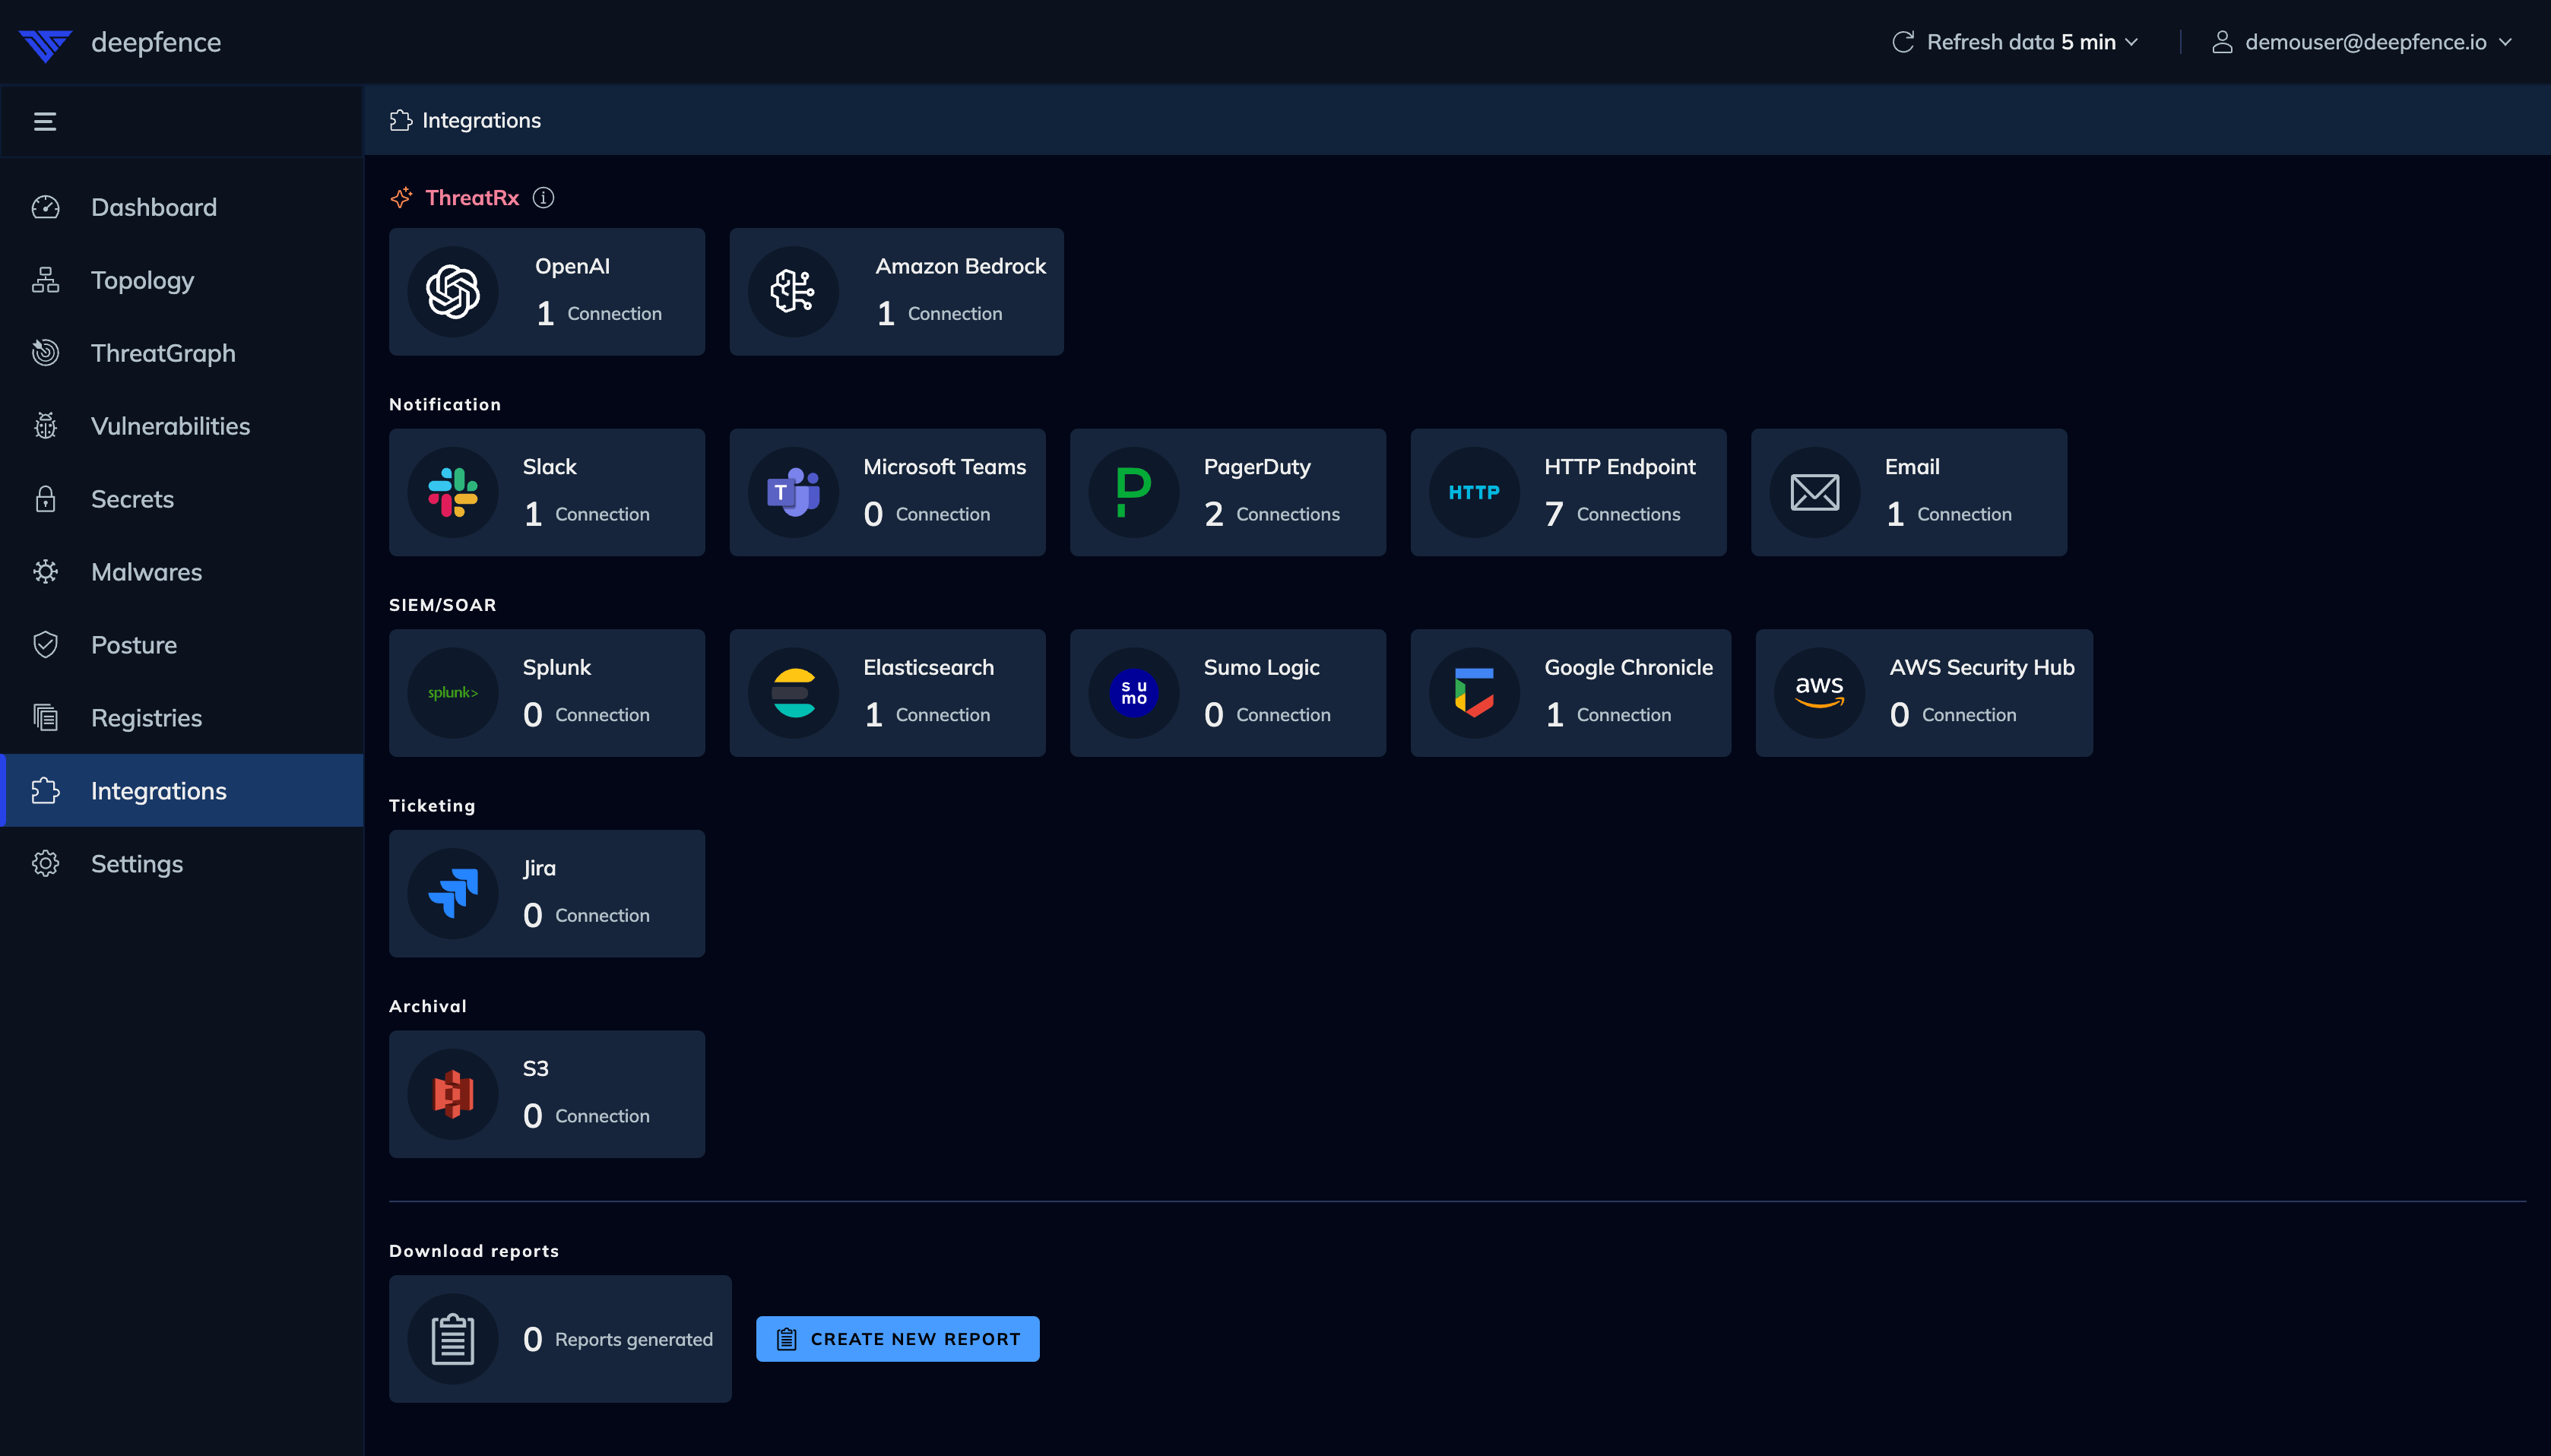 deepfence
Refresh data 5 min
demouser@deepfence.io
Dashboard
Topology
ThreatGraph
Vulnerabilities
Secrets
Malwares
Posture
Registries
Integrations
Settings
Integrations
ThreatRx
OpenAI
1 Connection
Amazon Bedrock
1 Connection
Notification
Slack
1 Connection
T
Microsoft Teams
0 Connection
P
PagerDuty
2 Connections
HTTP
HTTP Endpoint
7 Connections
Email
1 Connection
SIEM/SOAR
splunk>
Splunk
0 Connection
Elasticsearch
1 Connection
su
mo
Sumo Logic
0 Connection
Google Chronicle
1 Connection
aws
AWS Security Hub
0 Connection
Ticketing
Jira
0 Connection
Archival
S3
0 Connection
Download reports
0 Reports generated
CREATE NEW REPORT